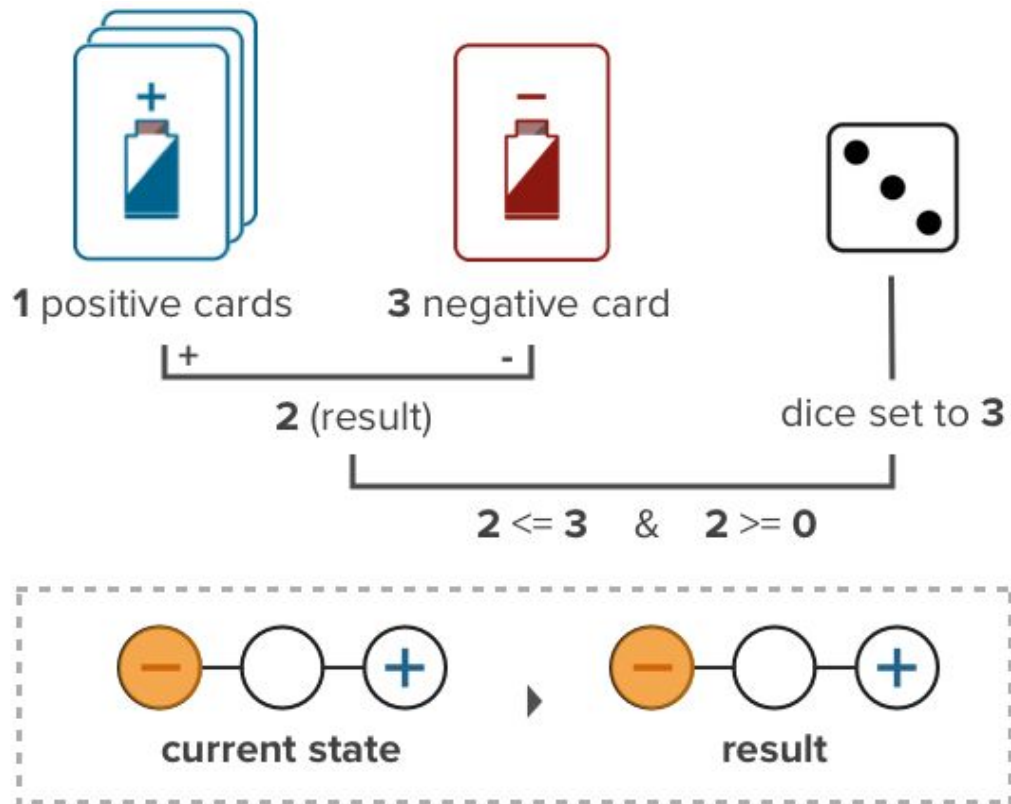 1 positive cards
3 negative card
+ -
2 (result)
dice set to 3
2 <= 3 & 2 >= 0
current state
result